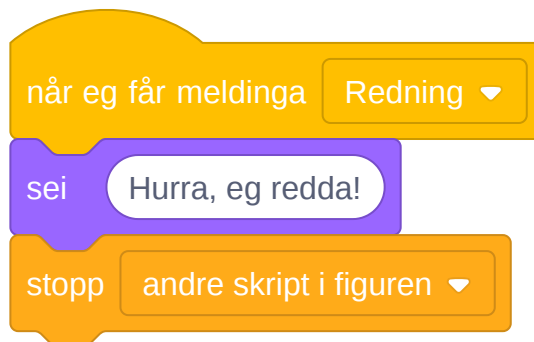 når eg får meldinga Redning
sei Hurra, eg redda!
stopp andre skript i figuren